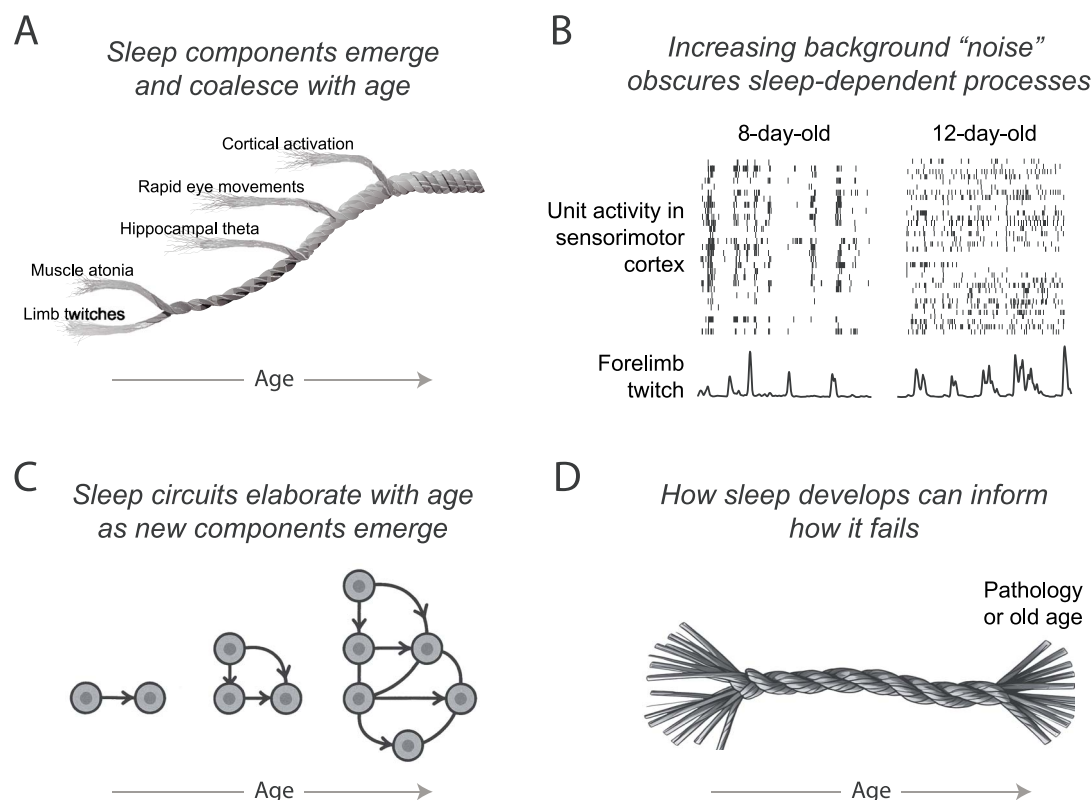 A
Sleep components emerge
and coalesce with age
Cortical activation
Rapid eye movements
Hippocampal theta
Muscle atonia
Limb twitches
Age
B
Increasing background “noise”
obscures sleep-dependent processes
8-day-old
12-day-old
Unit activity in
sensorimotor
cortex
Forelimb
twitch
C
Sleep circuits elaborate with age
as new components emerge
Age
D
How sleep develops can inform
how it fails
Pathology
or old age
Age